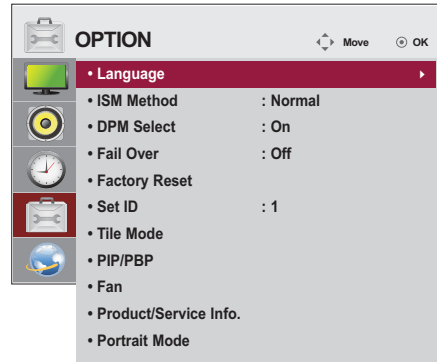 OPTION Move OK
• Language
• ISM Method : Normal
• DPM Select : On
• Fail Over : Off
• Factory Reset
• Set ID : 1
• Tile Mode
• PIP/PBP
• Fan
• Product/Service Info.
• Portrait Mode